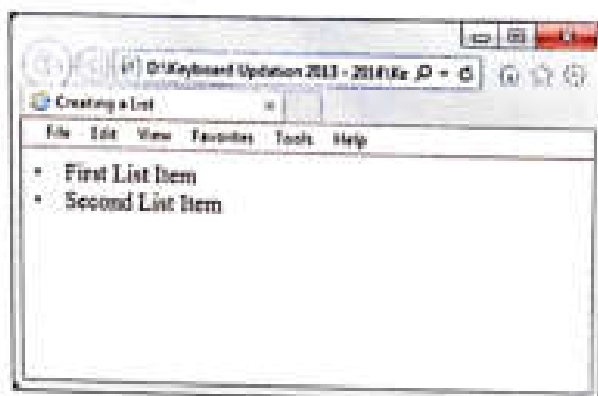 D:\Keyboard Updation 2013 - 2014\Ke
Creating a List
File Edit View Favorites Tools Help
• First List Item
• Second List Item